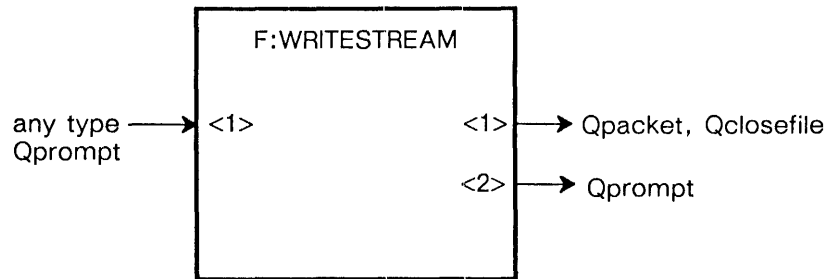 F:WRITESTREAM
any type <1> <1> Qpacket, Qclosefile
Qprompt
<2> Qprompt